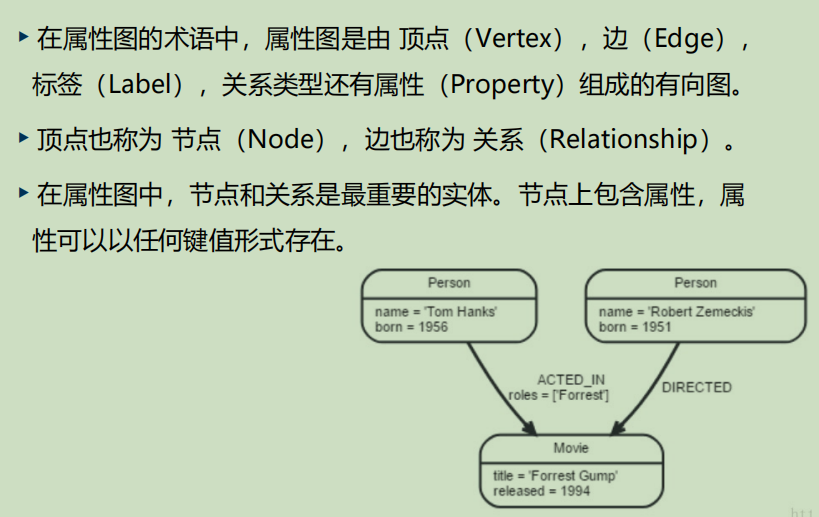 在属性图的术语中，属性图是由 顶点（Vertex），边（Edge），
标签（Label），关系类型还有属性（Property）组成的有向图。
顶点也称为 节点（Node），边也称为 关系（Relationship）。
在属性图中，节点和关系是最重要的实体。节点上包含属性，属
性可以以任何键值形式存在。
Person
name = 'Tom Hanks'
born = 1956
Person
name = 'Robert Zemeckis'
born = 1951
ACTED_IN
roles = ['Forrest']
DIRECTED
Movie
title = 'Forrest Gump'
released = 1994